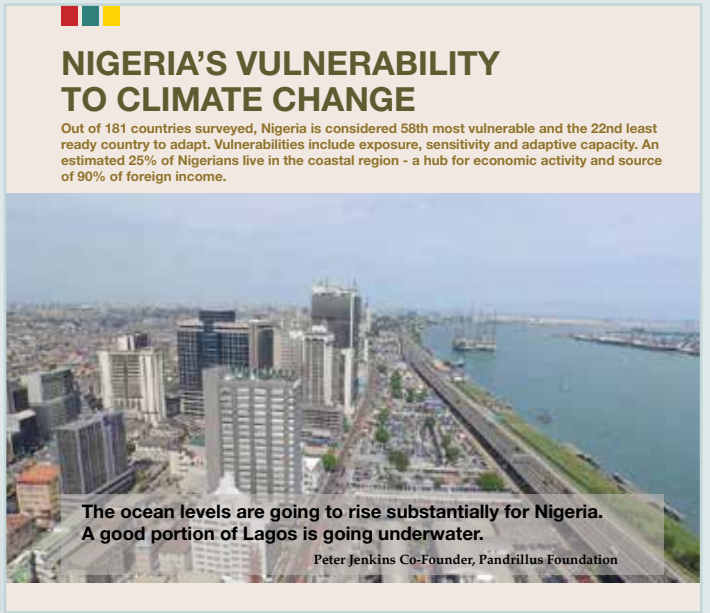 NIGERIA'S VULNERABILITY
TO CLIMATE CHANGE
Out of 181 countries surveyed, Nigeria is considered 58th most vulnerable and the 22nd least
ready country to adapt. Vulnerabilities include exposure, sensitivity and adaptive capacity. An
estimated 25% of Nigerians live in the coastal region - a hub for economic activity and source
of 90% of foreign income.
The ocean levels are going to rise substantially for Nigeria.
A good portion of Lagos is going underwater.
Peter Jenkins Co-Founder, Pandrillus Foundation